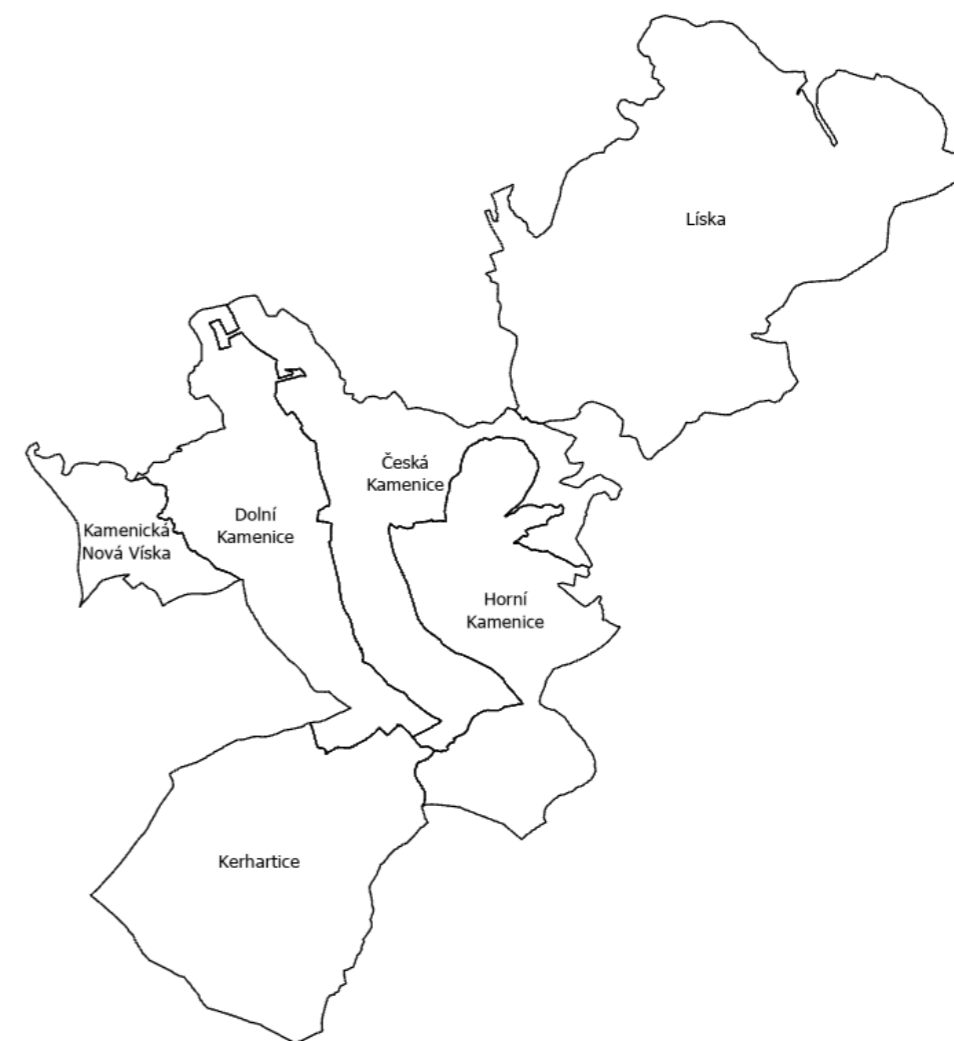 Líska
Česká
Kamenice
Dolní
Kamenice
Kamenická
Nová Víska
Horní
Kamenice
Kerhartice